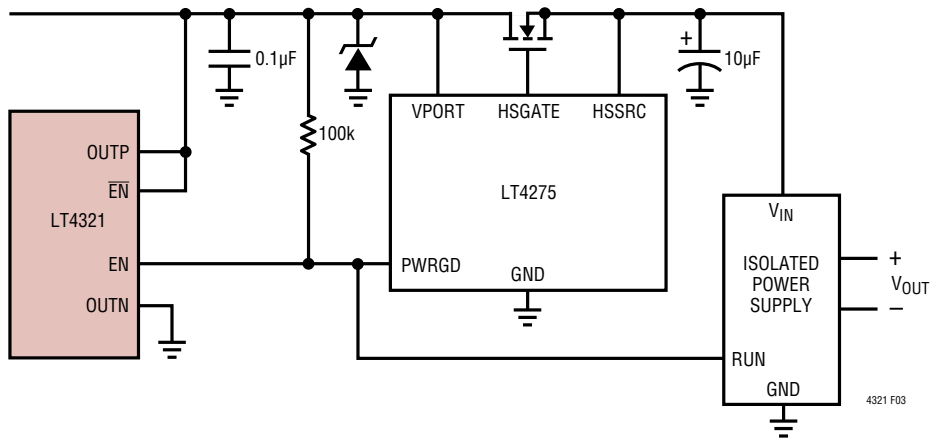 0.1µF
+
10µF
100k
VPORT
HSGATE
HSSRC
OUTP
EN
LT4321
LT4275
VIN
EN
PWRGD
GND
ISOLATED
POWER
SUPPLY
+
VOUT
−
OUTN
RUN
GND
4321 F03